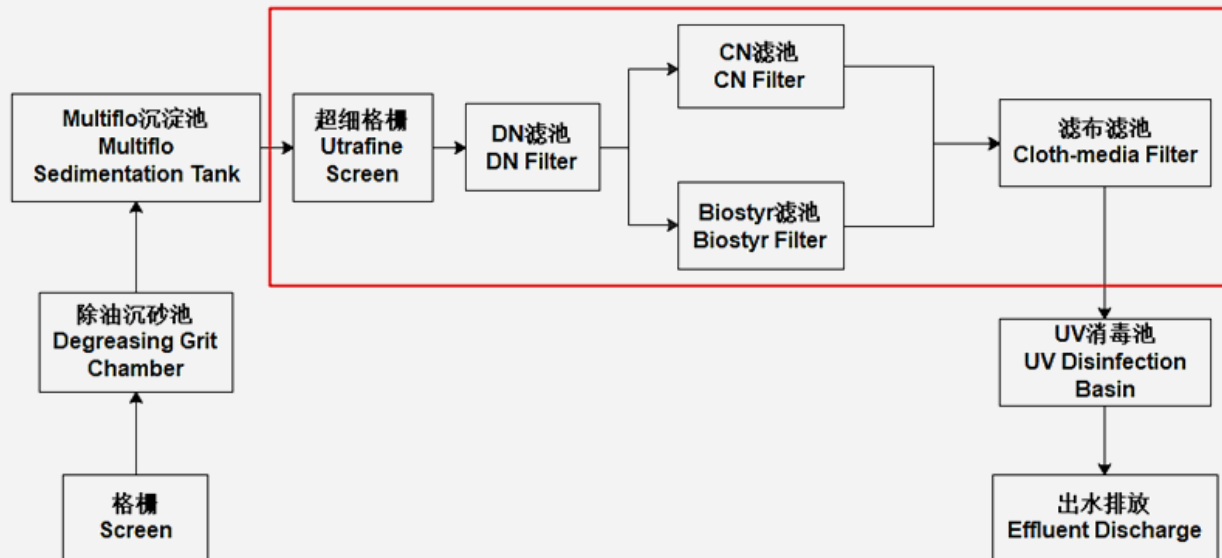 CN滤池
CN Filter
Multiflo沉淀池
Multiflo
Sedimentation Tank
超细格栅
Utrafine
Screen
DN滤池
DN Filter
滤布滤池
Cloth-media Filter
Biostyr滤池
Biostyr Filter
除油沉砂池
Degreasing Grit
Chamber
UV消毒池
UV Disinfection
Basin
格栅
Screen
出水排放
Effluent Discharge